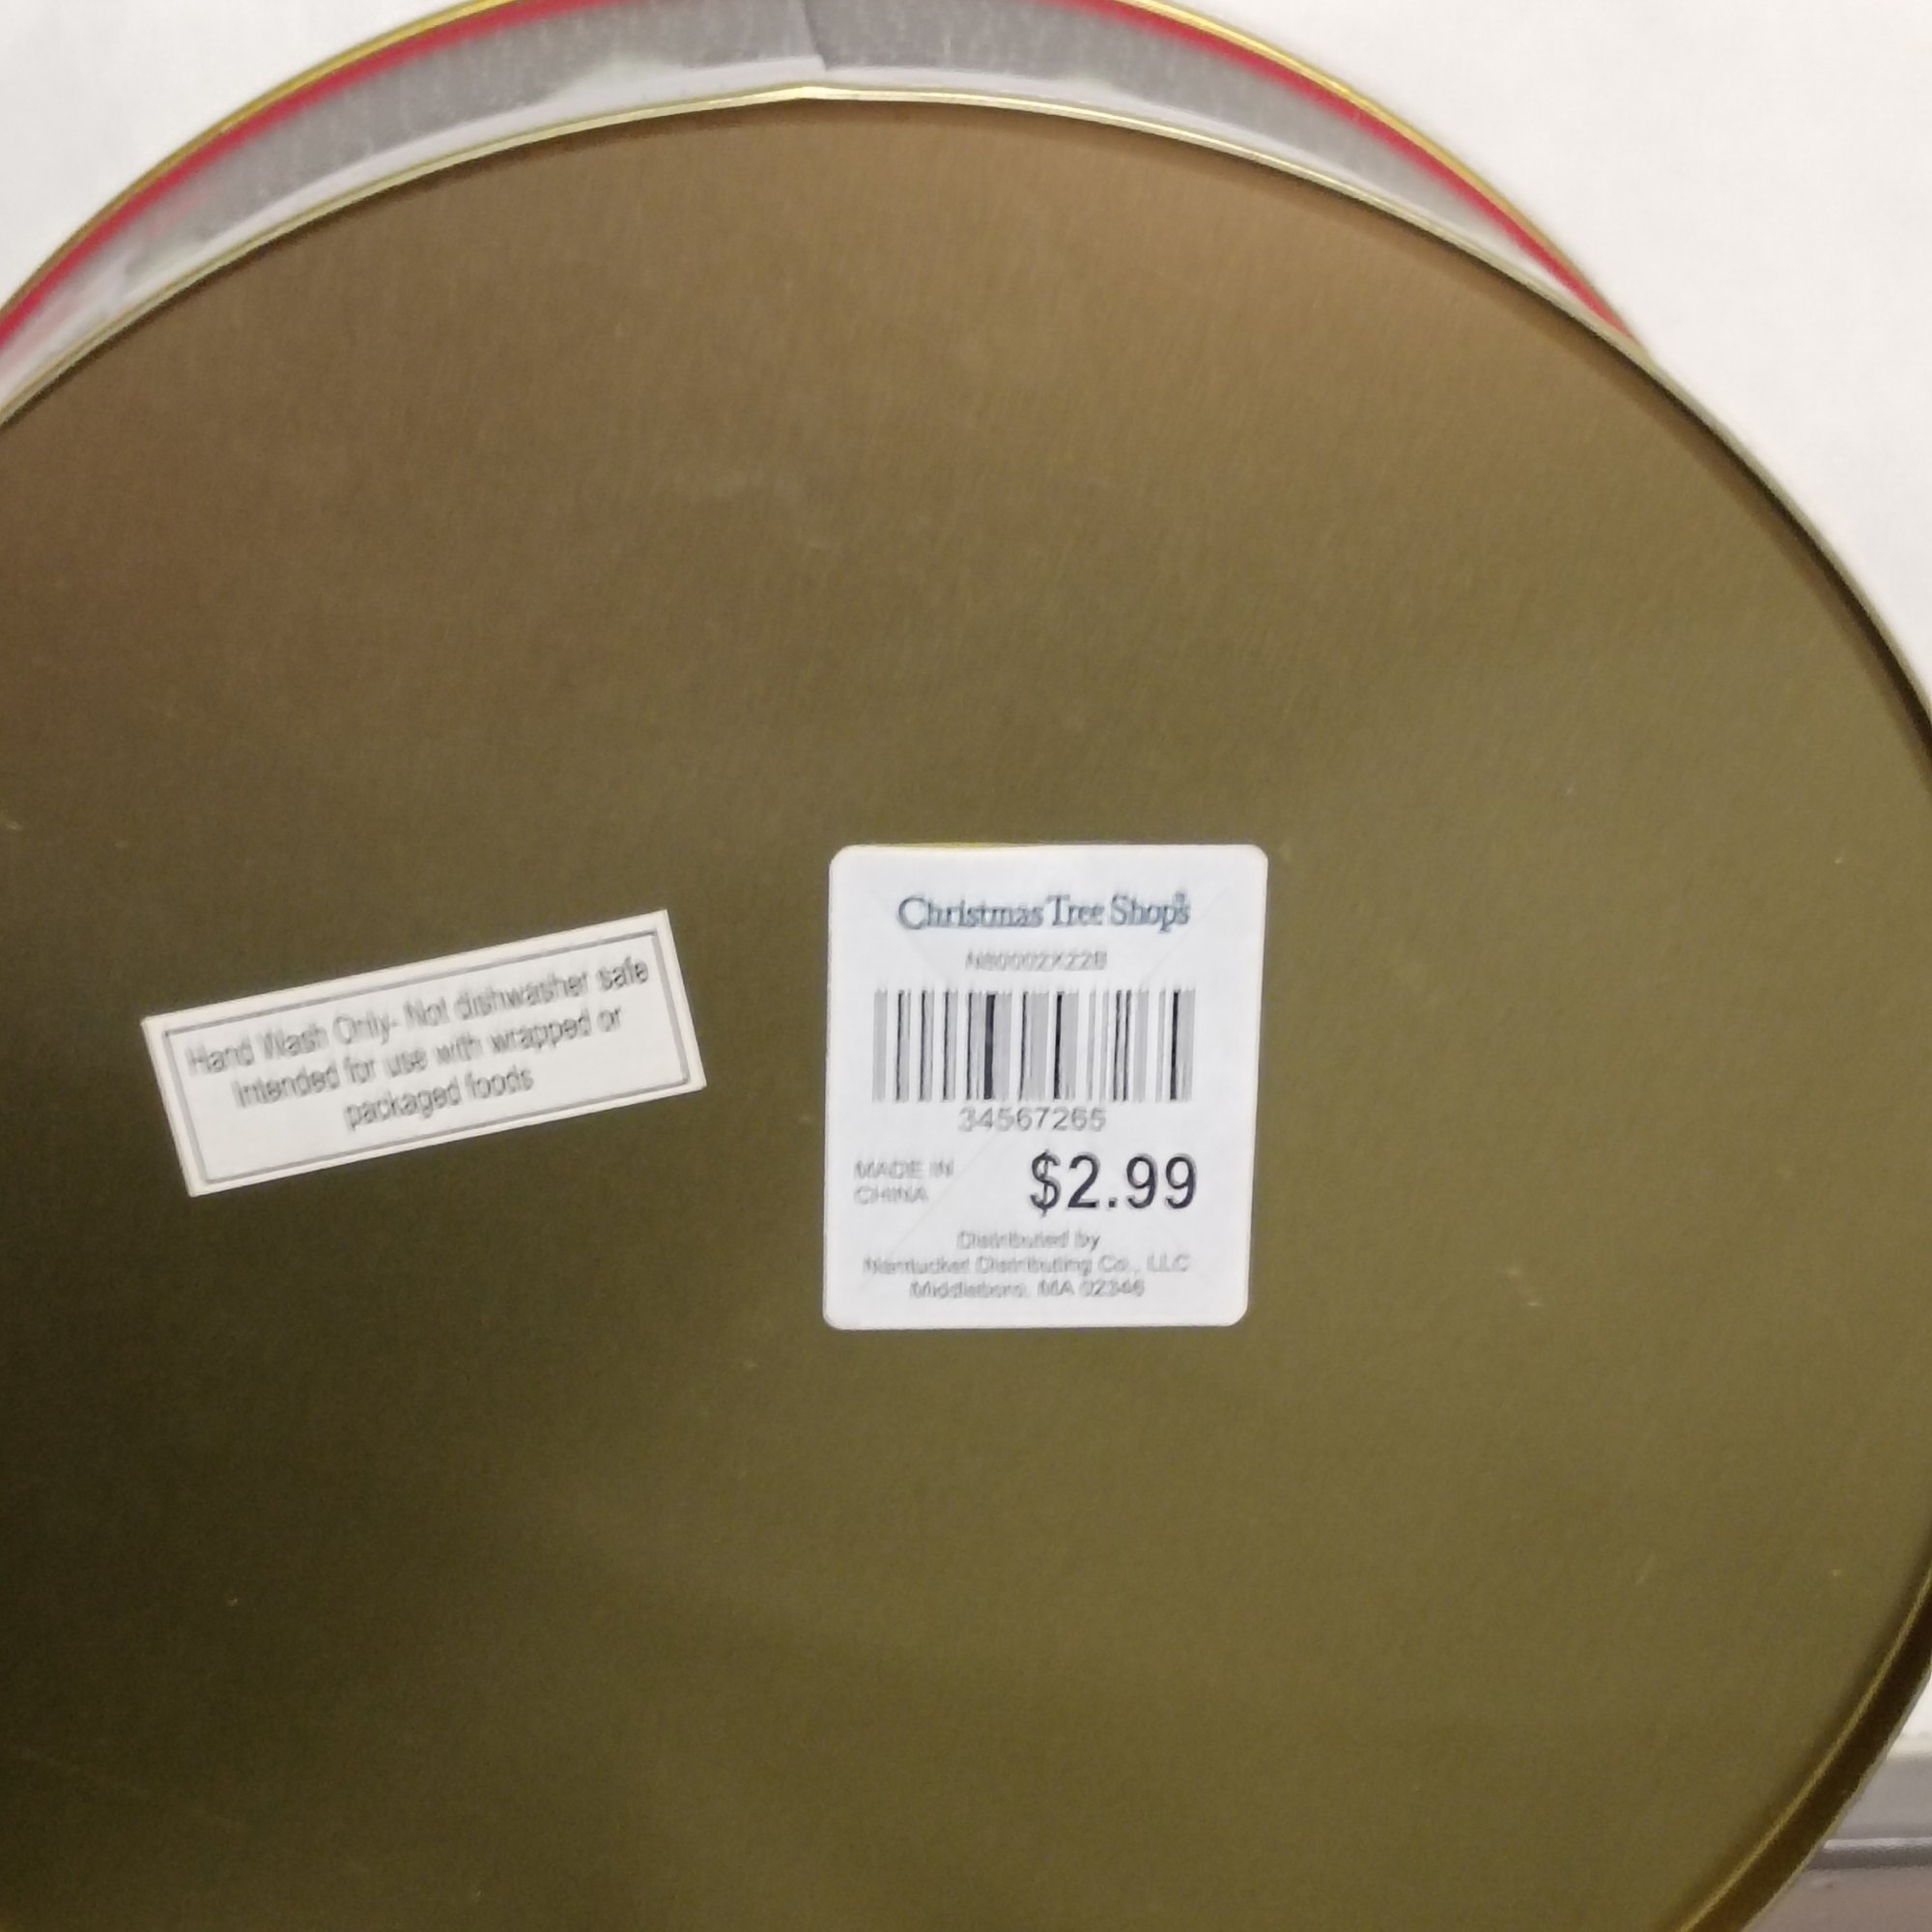 Hand Wash Only- Not dishwasher safe
Intended for use with wrapped or
packaged foods
Christmas Tree Shops
N80002X22B
34567265
MADE IN
CHINA
$2.99
Distributed by
Nantucket Distributing Co., LLC
Middleboro, MA 02346